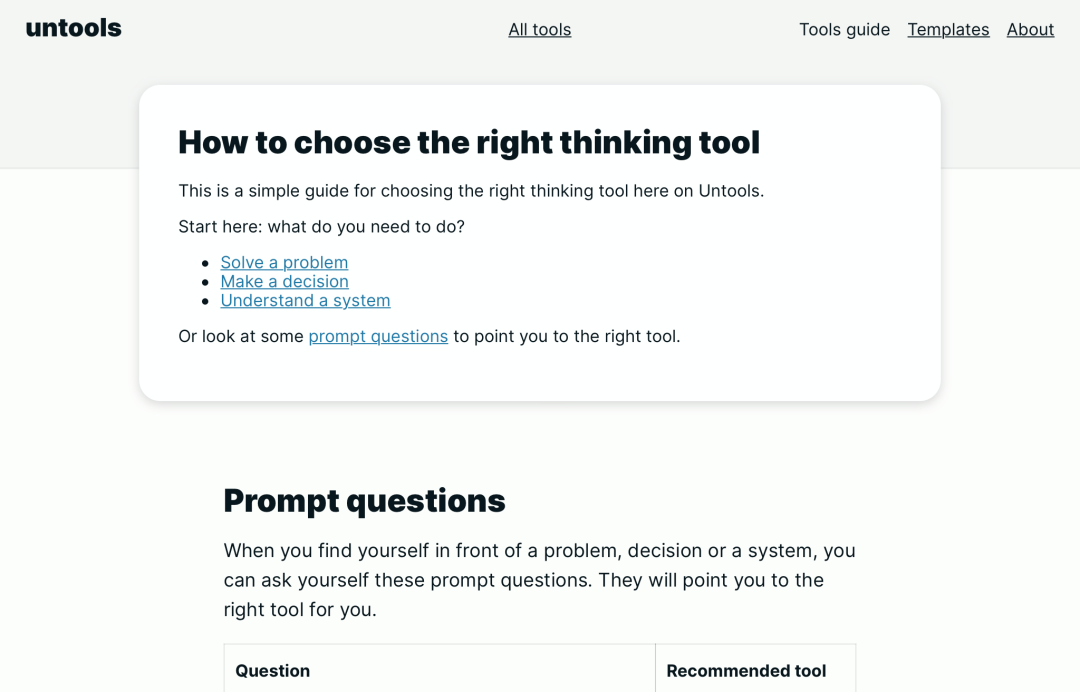 untools
All tools
Tools guide
Templates
About
How to choose the right thinking tool
This is a simple guide for choosing the right thinking tool here on Untools.
Start here: what do you need to do?
Solve a problem
Make a decision
Understand a system
Or look at some prompt questions to point you to the right tool.
Prompt questions
When you find yourself in front of a problem, decision or a system, you
can ask yourself these prompt questions. They will point you to the
right tool for you.
Question
Recommended tool